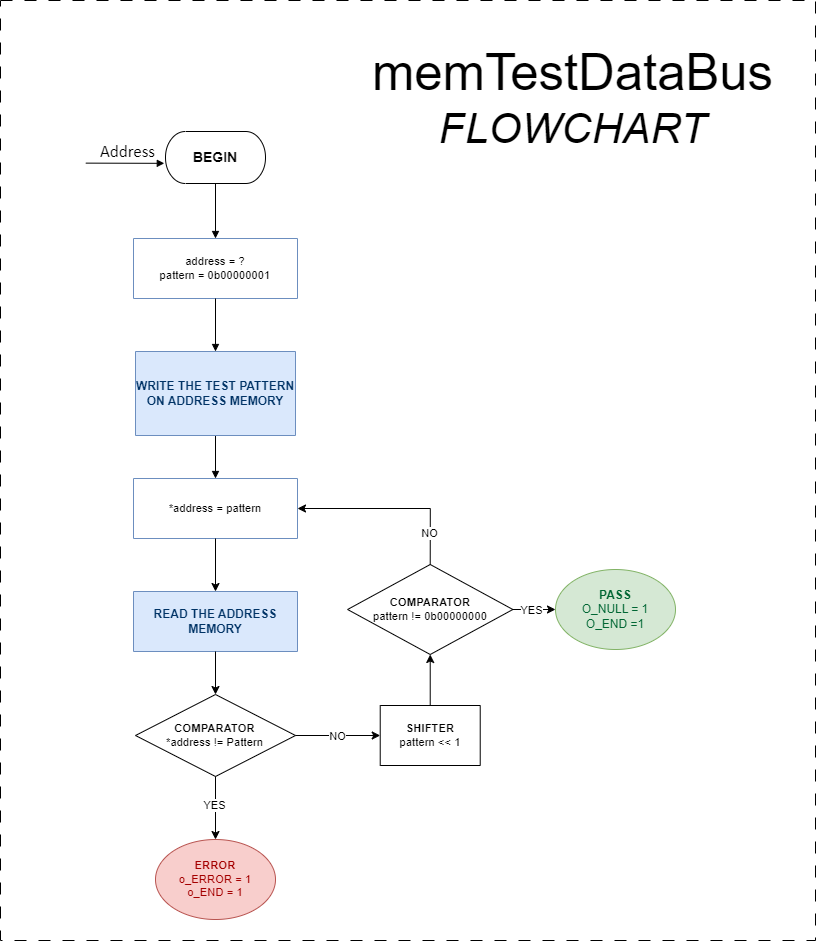 memTestDataBus
FLOWCHART
Address
BEGIN
address = ?
pattern = 0b00000001
WRITE THE TEST PATTERN
ON ADDRESS MEMORY
*address = pattern
NO
READ THE ADDRESS
MEMORY
COMPARATOR
pattern != 0b00000000
YES
PASS
O_NULL = 1
O_END =1
COMPARATOR
*address != Pattern
NO
SHIFTER
pattern << 1
YES
ERROR
o_ERROR = 1
o_END = 1